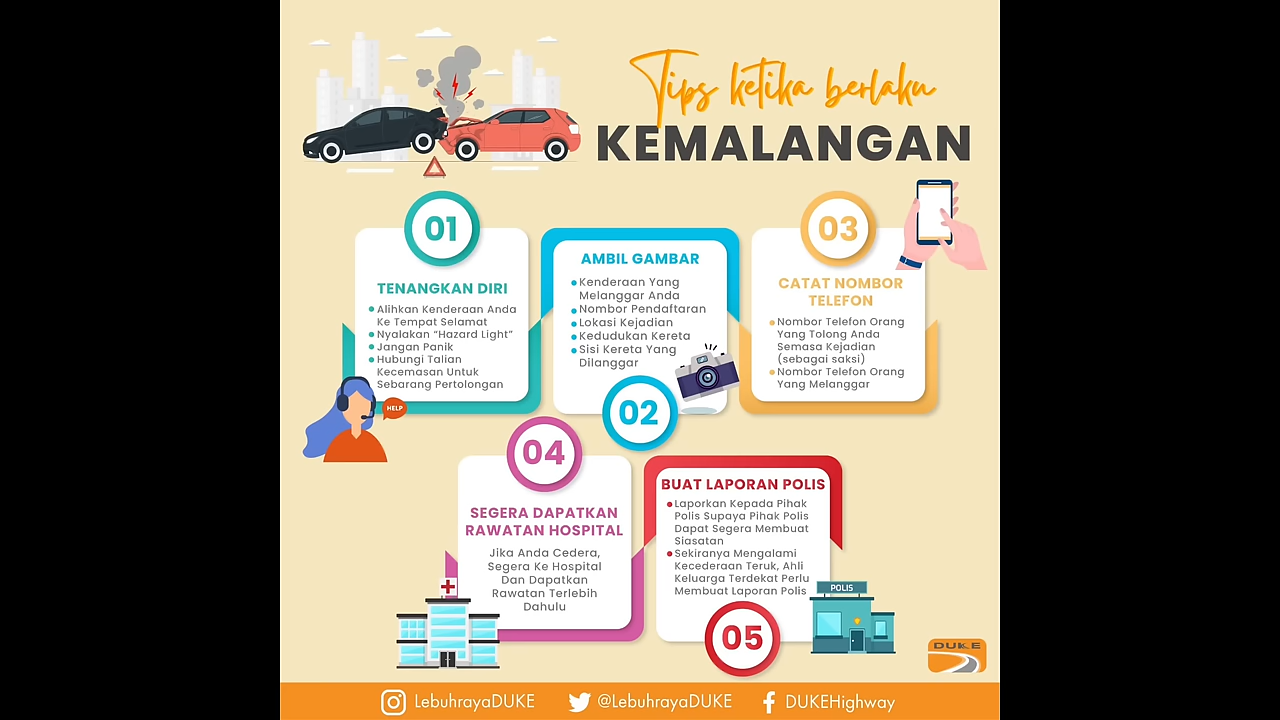 Tips ketika berlaku
KEMALANGAN
01
TENANGKAN DIRI
Alihkan Kenderaan Anda
Ke Tempat Selamat
Nyalakan “Hazard Light”
Jangan Panik
Hubungi Talian
Kecemasan Untuk
Sebarang Pertolongan
HELP
AMBIL GAMBAR
Kenderaan Yang
Melanggar Anda
Nombor Pendaftaran
Lokasi Kejadian
Kedudukan Kereta
Sisi Kereta Yang
Dilanggar
02
03
CATAT NOMBOR
TELEFON
Nombor Telefon Orang
Yang Tolong Anda
Semasa Kejadian
(sebagai saksi)
Nombor Telefon Orang
Yang Melanggar
04
SEGERA DAPATKAN
RAWATAN HOSPITAL
Jika Anda Cedera,
Segera Ke Hospital
Dan Dapatkan
Rawatan Terlebih
Dahulu
BUAT LAPORAN POLIS
Laporkan Kepada Pihak
Polis Supaya Pihak Polis
Dapat Segera Membuat
Siasatan
Sekiranya Mengalami
Kecederaan Teruk, Ahli
Keluarga Terdekat Perlu
Membuat Laporan Polis
05
POLIS
DUKE
LebuhrayaDUKE
@LebuhrayaDUKE
DUKEHighway